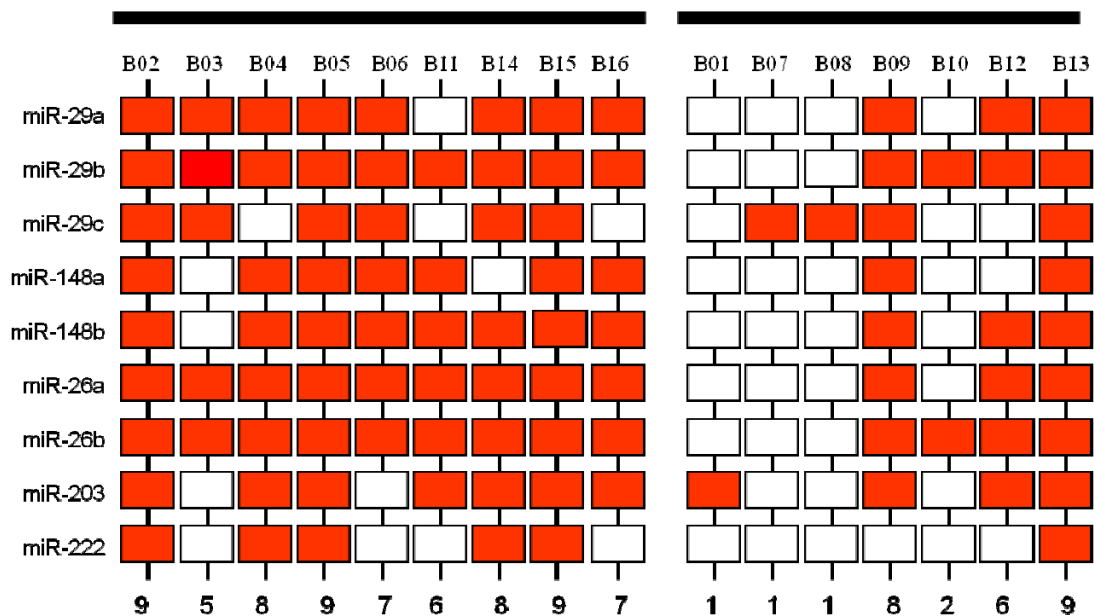 B02 B03 B04 B05 B06 B11 B14 B15 B16 B01 B07 B08 B09 B10 B12 B13
miR-29a
miR-29b
miR-29c
miR-148a
miR-148b
miR-26a
miR-26b
miR-203
miR-222
9 5 8 9 7 6 8 9 7 1 1 1 8 2 6 9